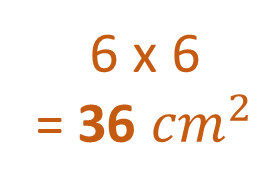 6 x 6
= 36 cm²